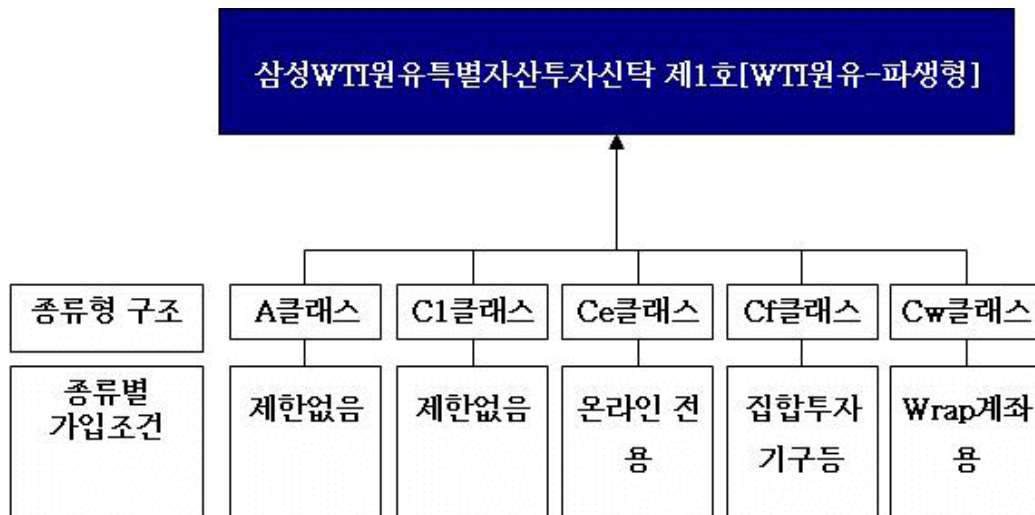 삼성WTI원유특별자산투자신탁 제1호[WTI원유-파생형]
종류형 구조
A클래스
C1클래스
Ce클래스
Cf클래스
Cw클래스
종류별
가입조건
제한없음
제한없음
온라인 전
용
집합투자
기구등
Wrap계좌
용